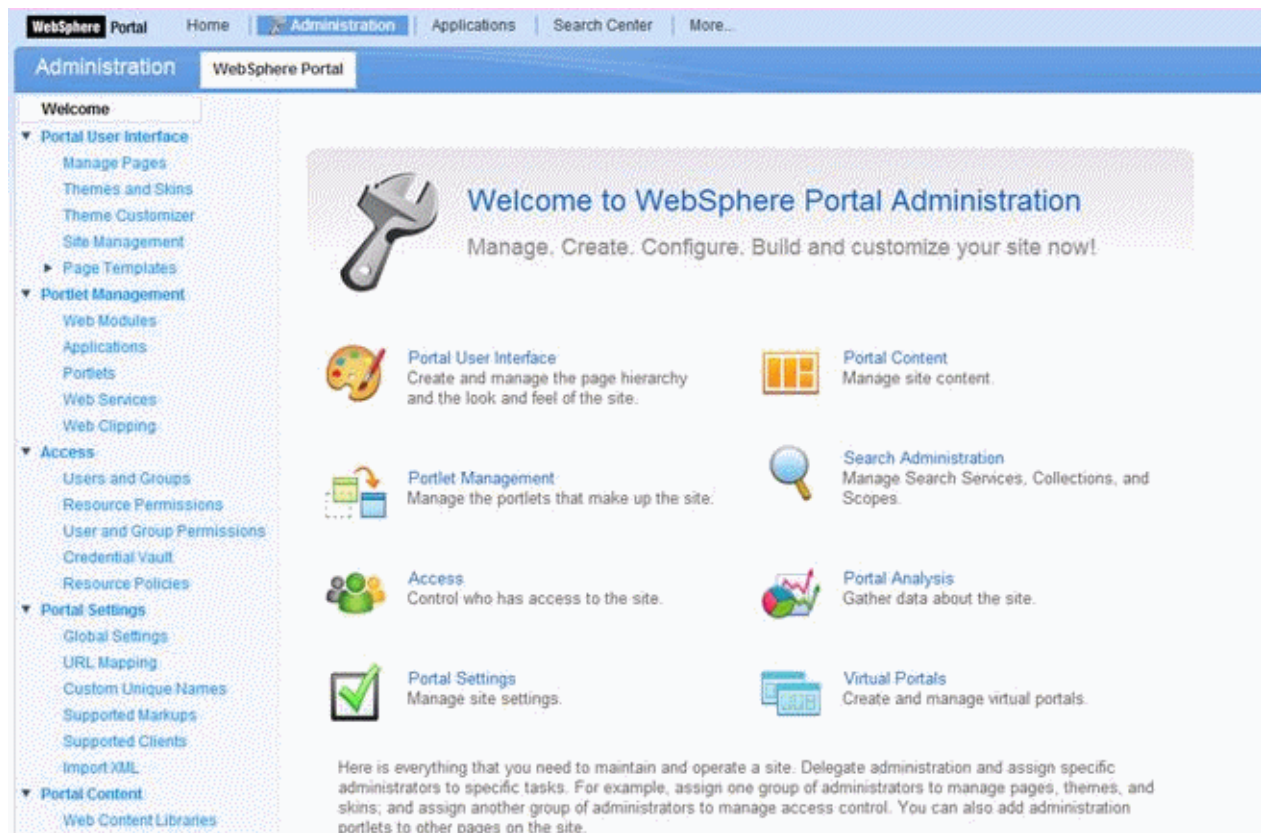 WebSphere Portal Home Administration Applications Search Center More...
Administration WebSphere Portal
Welcome
Portal User Interface
Manage Pages
Themes and Skins
Theme Customizer
Site Management
Page Templates
Portlet Management
Web Modules
Applications
Portlets
Web Services
Web Clipping
Access
Users and Groups
Resource Permissions
User and Group Permissions
Credential Vault
Resource Policies
Portal Settings
Global Settings
URL Mapping
Custom Unique Names
Supported Markups
Supported Clients
Import XML
Portal Content
Web Content Libraries
Welcome to WebSphere Portal Administration
Manage. Create. Configure. Build and customize your site now!
Portal User Interface
Create and manage the page hierarchy
and the look and feel of the site.
Portal Content
Manage site content.
Portlet Management
Manage the portlets that make up the site.
Search Administration
Manage Search Services, Collections, and
Scopes.
Access
Control who has access to the site.
Portal Analysis
Gather data about the site.
Portal Settings
Manage site settings.
Virtual Portals
Create and manage virtual portals.
Here is everything that you need to maintain and operate a site. Delegate administration and assign specific
administrators to specific tasks. For example, assign one group of administrators to manage pages, themes, and
skins; and assign another group of administrators to manage access control. You can also add administration
portlets to other pages on the site.